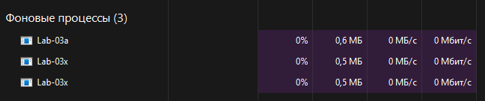 Фоновые процессы (3)
Lab-03a 0% 0,6 МБ 0 МБ/с 0 Мбит/с
Lab-03x 0% 0,5 МБ 0 МБ/с 0 Мбит/с
Lab-03x 0% 0,5 МБ 0 МБ/с 0 Мбит/с